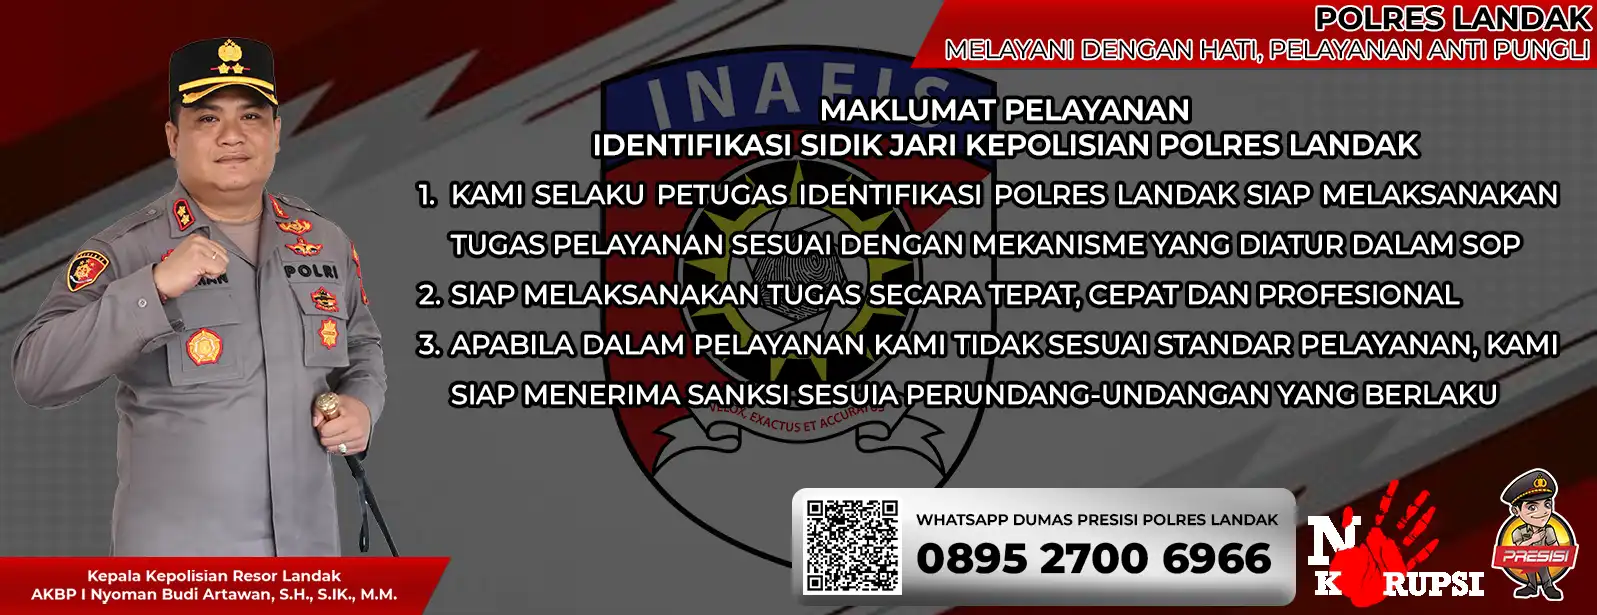 POLRES LANDAK
MELAYANI DENGAN HATI, PELAYANAN ANTI PUNGLI
INAFIS
MAKLUMAT PELAYANAN
IDENTIFIKASI SIDIK JARI KEPOLISIAN POLRES LANDAK
1. KAMI SELAKU PETUGAS IDENTIFIKASI POLRES LANDAK SIAP MELAKSANAKAN
TUGAS PELAYANAN SESUAI DENGAN MEKANISME YANG DIATUR DALAM SOP
2. SIAP MELAKSANAKAN TUGAS SECARA TEPAT, CEPAT DAN PROFESIONAL
3. APABILA DALAM PELAYANAN KAMI TIDAK SESUAI STANDAR PELAYANAN, KAMI
SIAP MENERIMA SANKSI SESUIA PERUNDANG-UNDANGAN YANG BERLAKU
VELOX, EXACTUS ET ACCURATUS
POLRI
WHATSAPP DUMAS PRESISI POLRES LANDAK
0895 2700 6966
NO
KORUPSI
PRESISI
Kepala Kepolisian Resor Landak
AKBP I Nyoman Budi Artawan, S.H., S.IK., M.M.